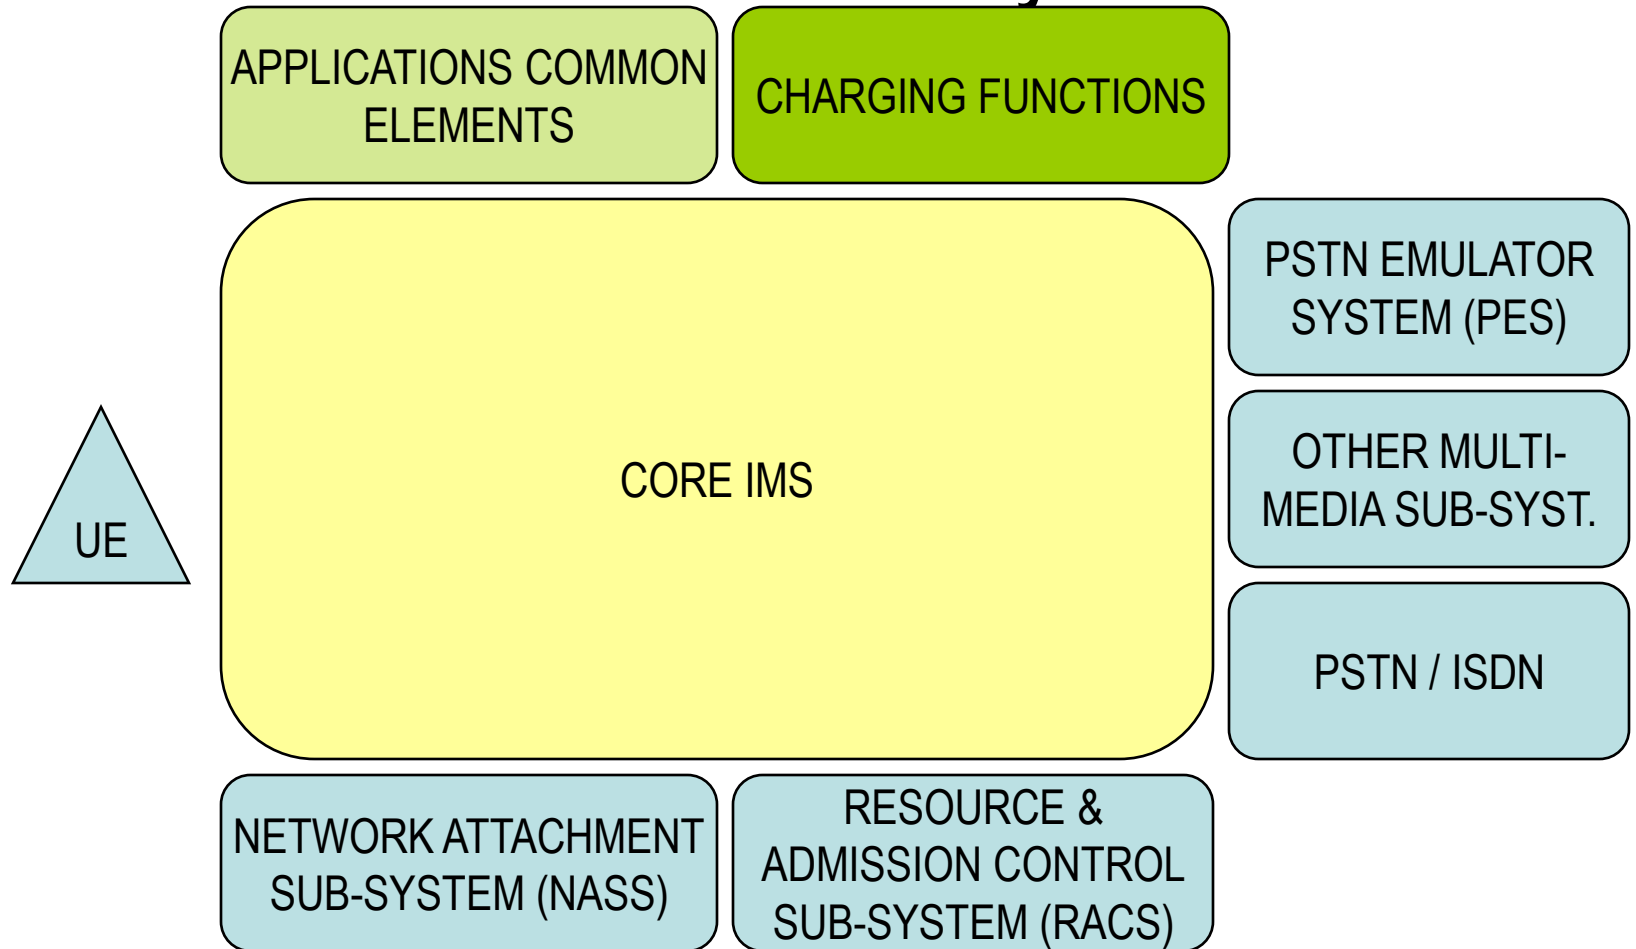 APPLICATIONS COMMON
ELEMENTS
CHARGING FUNCTIONS
PSTN EMULATOR
SYSTEM (PES)
CORE IMS
OTHER MULTI-
MEDIA SUB-SYST.
UE
PSTN / ISDN
NETWORK ATTACHMENT
SUB-SYSTEM (NASS)
RESOURCE &
ADMISSION CONTROL
SUB-SYSTEM (RACS)